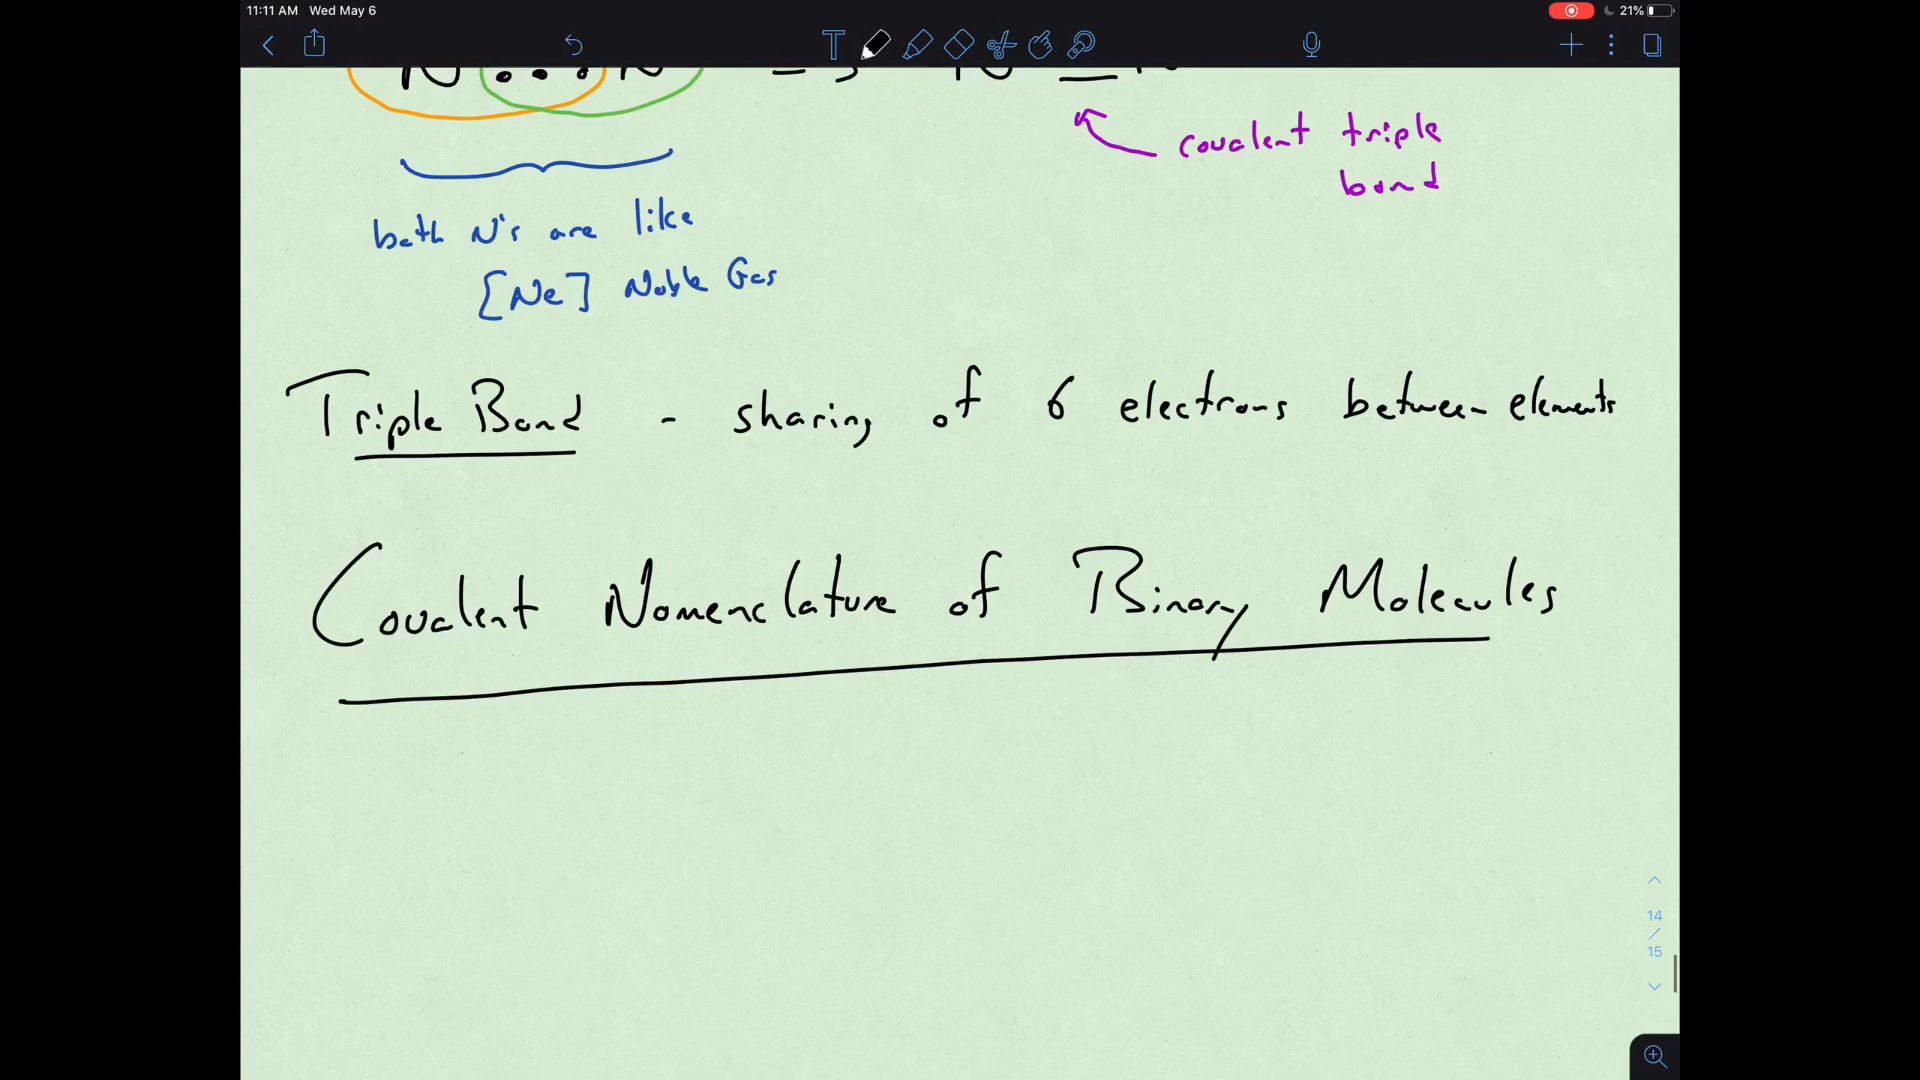 11:11 AM Wed May 6
21%
T
covalent triple
bond
both N's are like
[Ne] Noble Gas
Triple Bond - sharing of 6 electrons between elements
Covalent Nomenclature of Binary Molecules
14
/
15